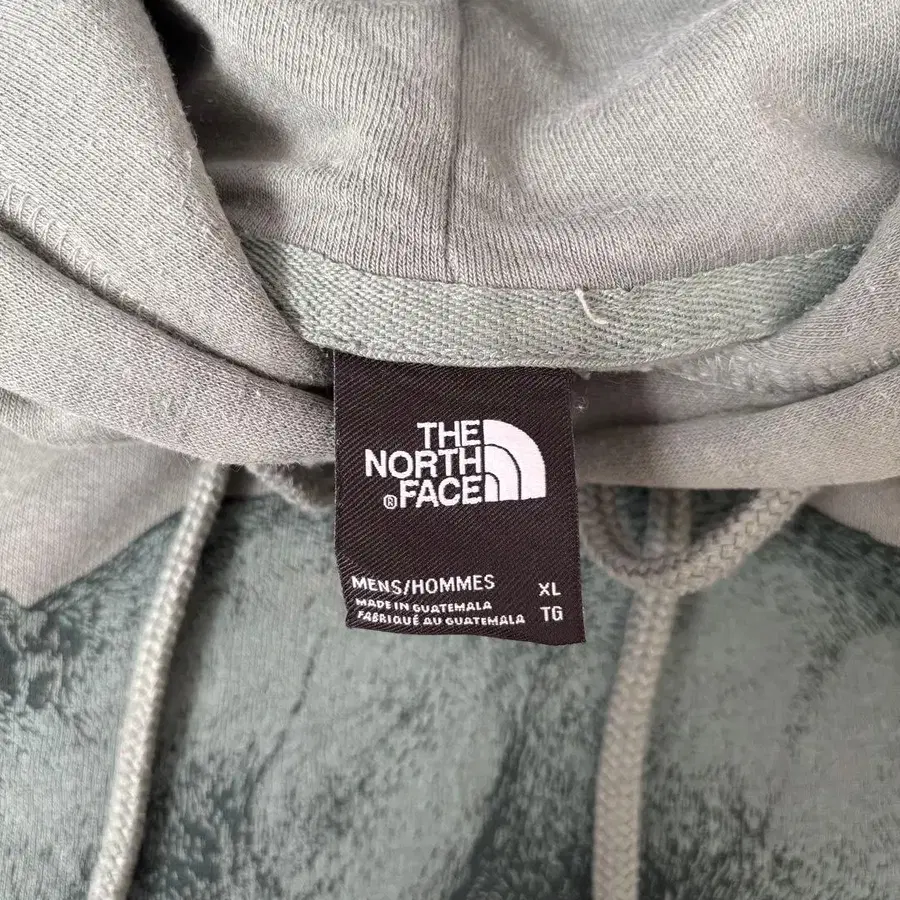 THE
NORTH
®FACE
MENS/HOMMES XL
MADE IN GUATEMALA
FABRIQUÉ AU GUATEMALA TG